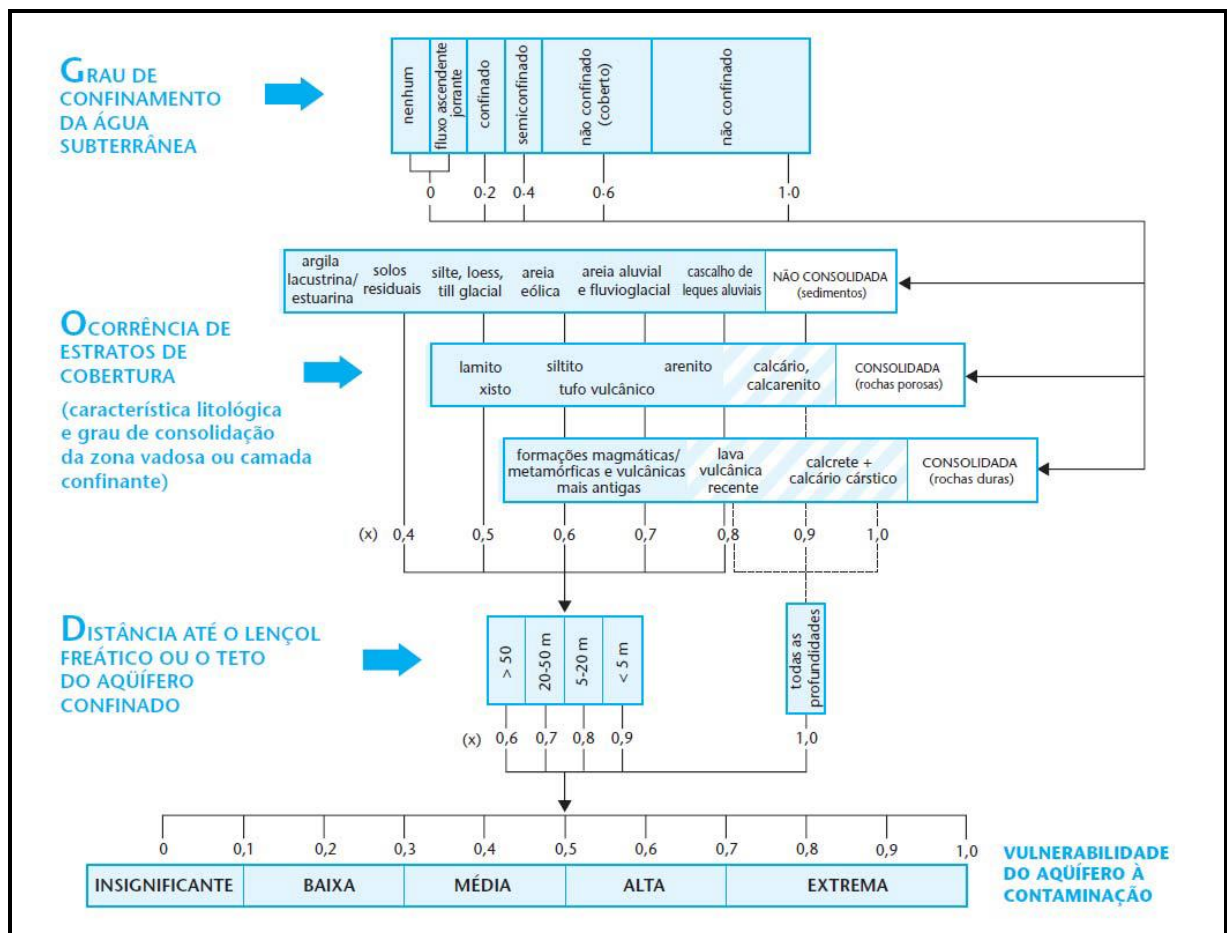 GRAU DE
CONFINAMENTO
DA ÁGUA
SUBTERRÂNEA
nenhum
fluxo ascendente
jorrante
confinado
semiconfinado
não confinado
(coberto)
não confinado
0
0·2
0·4
0·6
1·0
OCORRÊNCIA DE
ESTRATOS DE
COBERTURA
(característica litológica
e grau de consolidação
da zona vadosa ou camada
confinante)
argila
lacustrina/
estuarina
solos
residuais
silte, loess,
till glacial
areia
eólica
areia aluvial
e fluvioglacial
cascalho de
leques aluviais
NÃO CONSOLIDADA
(sedimentos)
lamito
xisto
siltito
tufo vulcânico
arenito
calcário,
calcarenito
CONSOLIDADA
(rochas porosas)
formações magmáticas/
metamórficas e vulcânicas
mais antigas
lava
vulcânica
recente
calcrete +
calcário cárstico
CONSOLIDADA
(rochas duras)
(x) 0,4 0,5 0,6 0,7 0,8 0,9 1,0
DISTÂNCIA ATÉ O LENÇOL
FREÁTICO OU O TETO
DO AQÜÍFERO
CONFINADO
> 50
20-50 m
5-20 m
< 5 m
todas as
profundidades
(x) 0,6 0,7 0,8 0,9 1,0
0 0,1 0,2 0,3 0,4 0,5 0,6 0,7 0,8 0,9 1,0
INSIGNIFICANTE BAIXA MÉDIA ALTA EXTREMA
VULNERABILIDADE
DO AQÜÍFERO À
CONTAMINAÇÃO